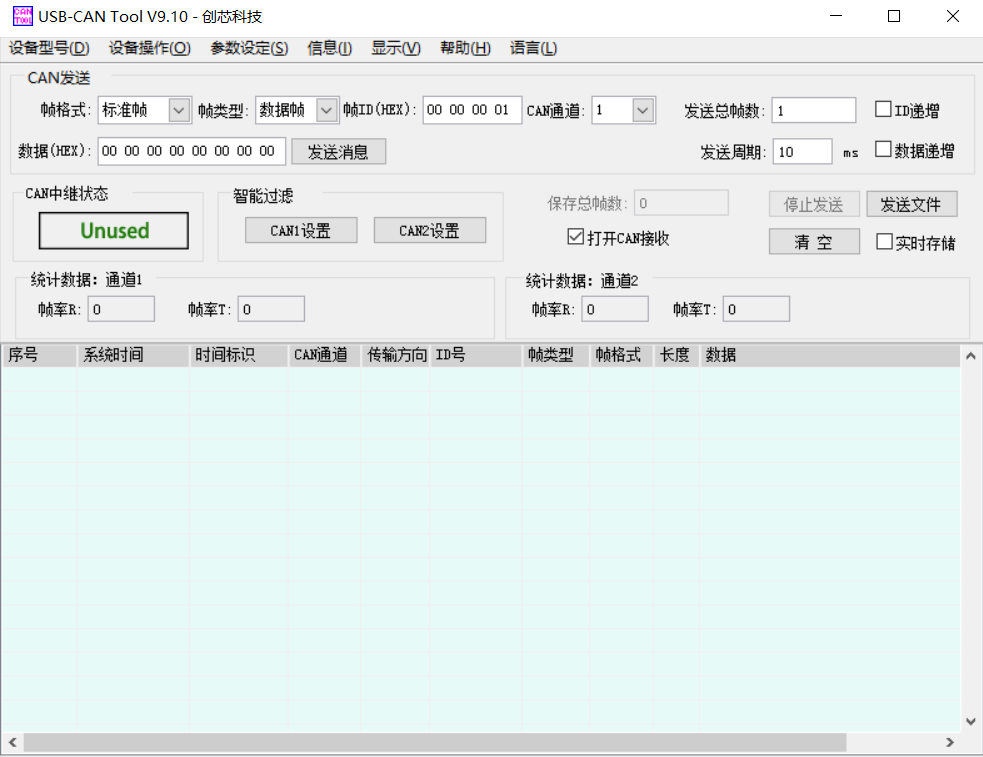 CAN TOOL USB-CAN Tool V9.10 - 创芯科技
设备型号(D) 设备操作(O) 参数设定(S) 信息(I) 显示(V) 帮助(H) 语言(L)
CAN发送
帧格式: 标准帧 帧类型: 数据帧 帧ID(HEX): 00 00 00 01 CAN通道: 1 发送总帧数: 1 ID递增
数据(HEX): 00 00 00 00 00 00 00 00 发送消息 发送周期: 10 ms 数据递增
CAN中继状态 智能过滤 保存总帧数: 0 停止发送 发送文件
Unused CAN1设置 CAN2设置 打开CAN接收 清 空 实时存储
统计数据: 通道1 统计数据: 通道2
帧率R: 0 帧率T: 0 帧率R: 0 帧率T: 0
序号 系统时间 时间标识 CAN通道 传输方向 ID号 帧类型 帧格式 长度 数据